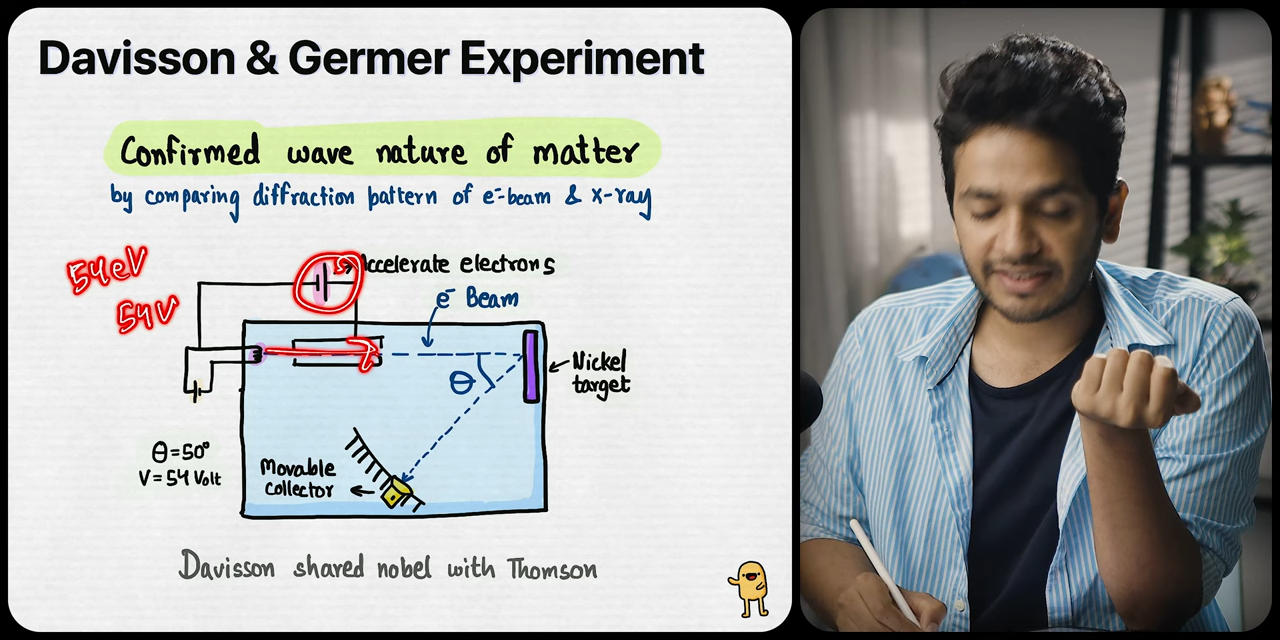 Davisson & Germer Experiment
Confirmed wave nature of matter
by comparing diffraction pattern of e⁻-beam & x-ray
54eV
54V
Accelerate electrons
e⁻ Beam
θ
Nickel
target
θ=50°
V=54 Volt
Movable
collector
Davisson shared nobel with Thomson